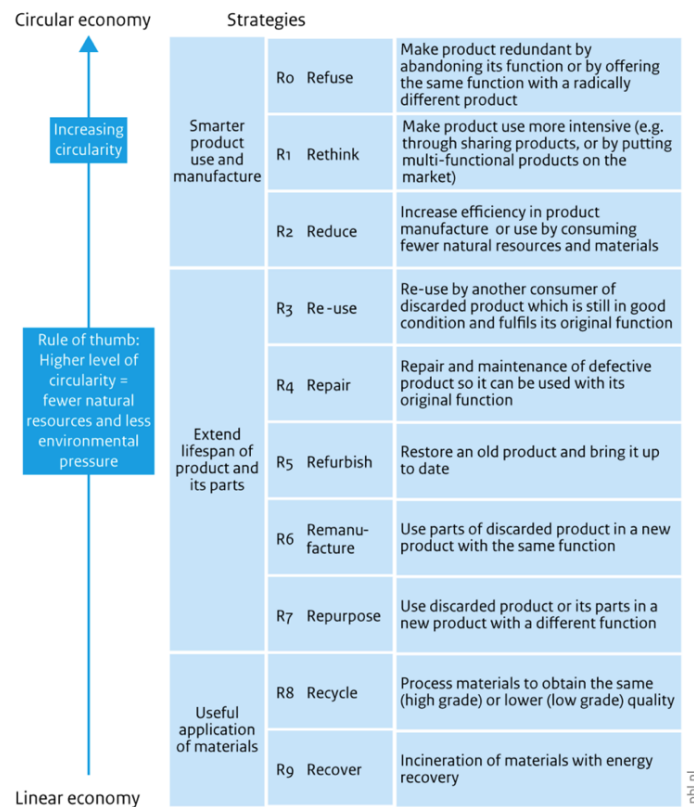 Circular economy
Strategies
Increasing
circularity
Rule of thumb:
Higher level of
circularity =
fewer natural
resources and less
environmental
pressure
Linear economy
Smarter
product
use and
manufacture
R0 Refuse
Make product redundant by
abandoning its function or by offering
the same function with a radically
different product
R1 Rethink
Make product use more intensive (e.g.
through sharing products, or by putting
multi-functional products on the
market)
R2 Reduce
Increase efficiency in product
manufacture or use by consuming
fewer natural resources and materials
Extend
lifespan of
product and
its parts
R3 Re-use
Re-use by another consumer of
discarded product which is still in good
condition and fulfils its original function
R4 Repair
Repair and maintenance of defective
product so it can be used with its
original function
R5 Refurbish
Restore an old product and bring it up
to date
R6 Remanu-
facture
Use parts of discarded product in a new
product with the same function
R7 Repurpose
Use discarded product or its parts in a
new product with a different function
Useful
application
of materials
R8 Recycle
Process materials to obtain the same
(high grade) or lower (low grade) quality
R9 Recover
Incineration of materials with energy
recovery
pbl.nl